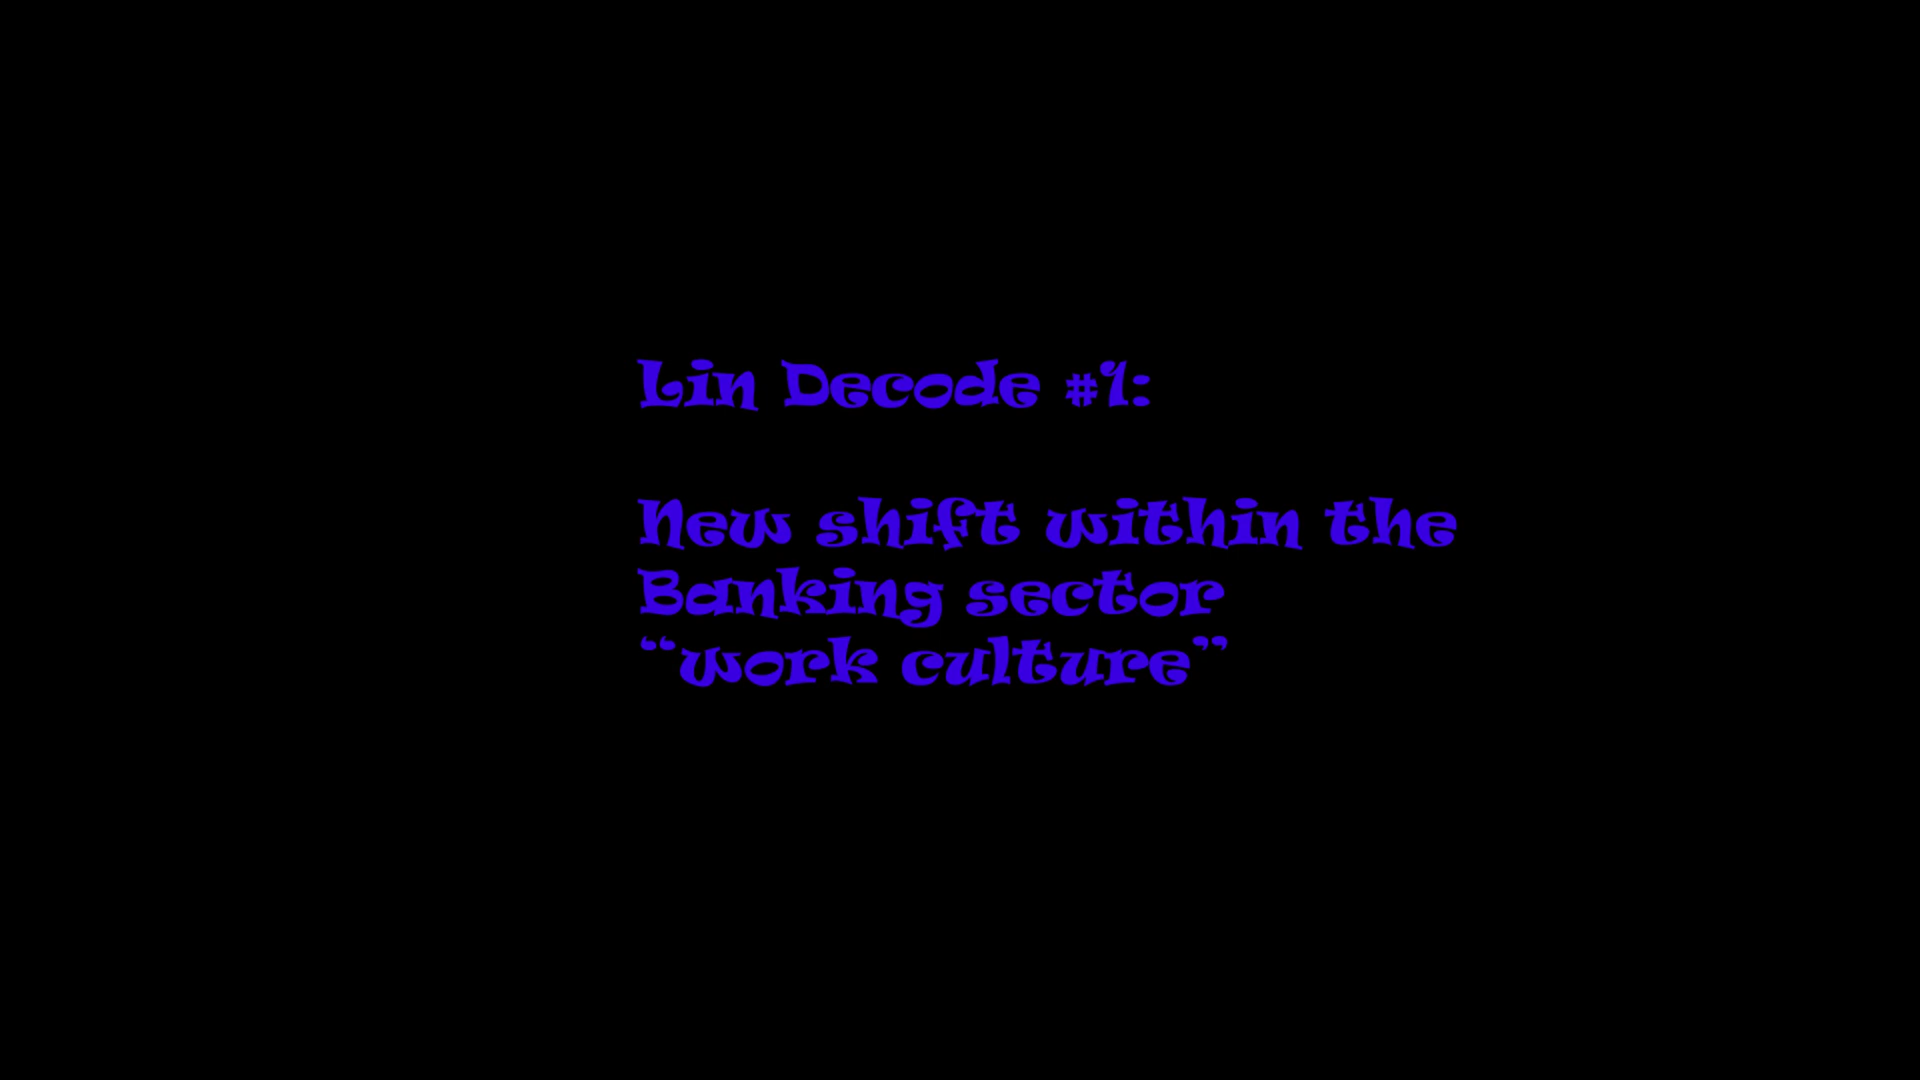 Lin Decode #1:
New shift within the
Banking sector
“work culture”